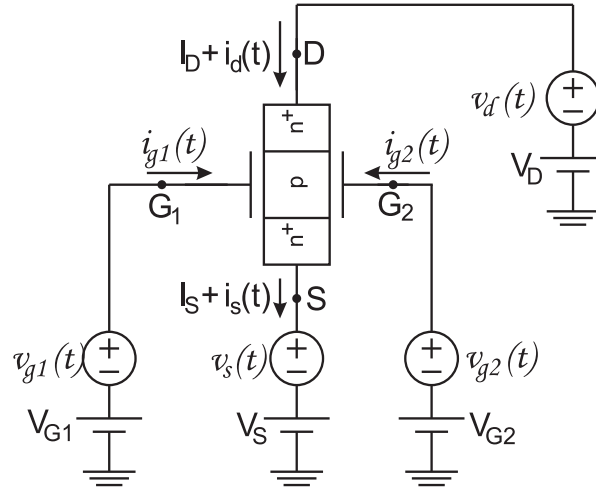 I_D + i_d(t)
D
v_d(t)
+
−
V_D
n+
p
n+
i_g1(t)
i_g2(t)
G_1
G_2
I_S + i_s(t)
S
v_g1(t)
+
−
v_s(t)
+
−
+
−
v_g2(t)
V_G1
V_S
V_G2